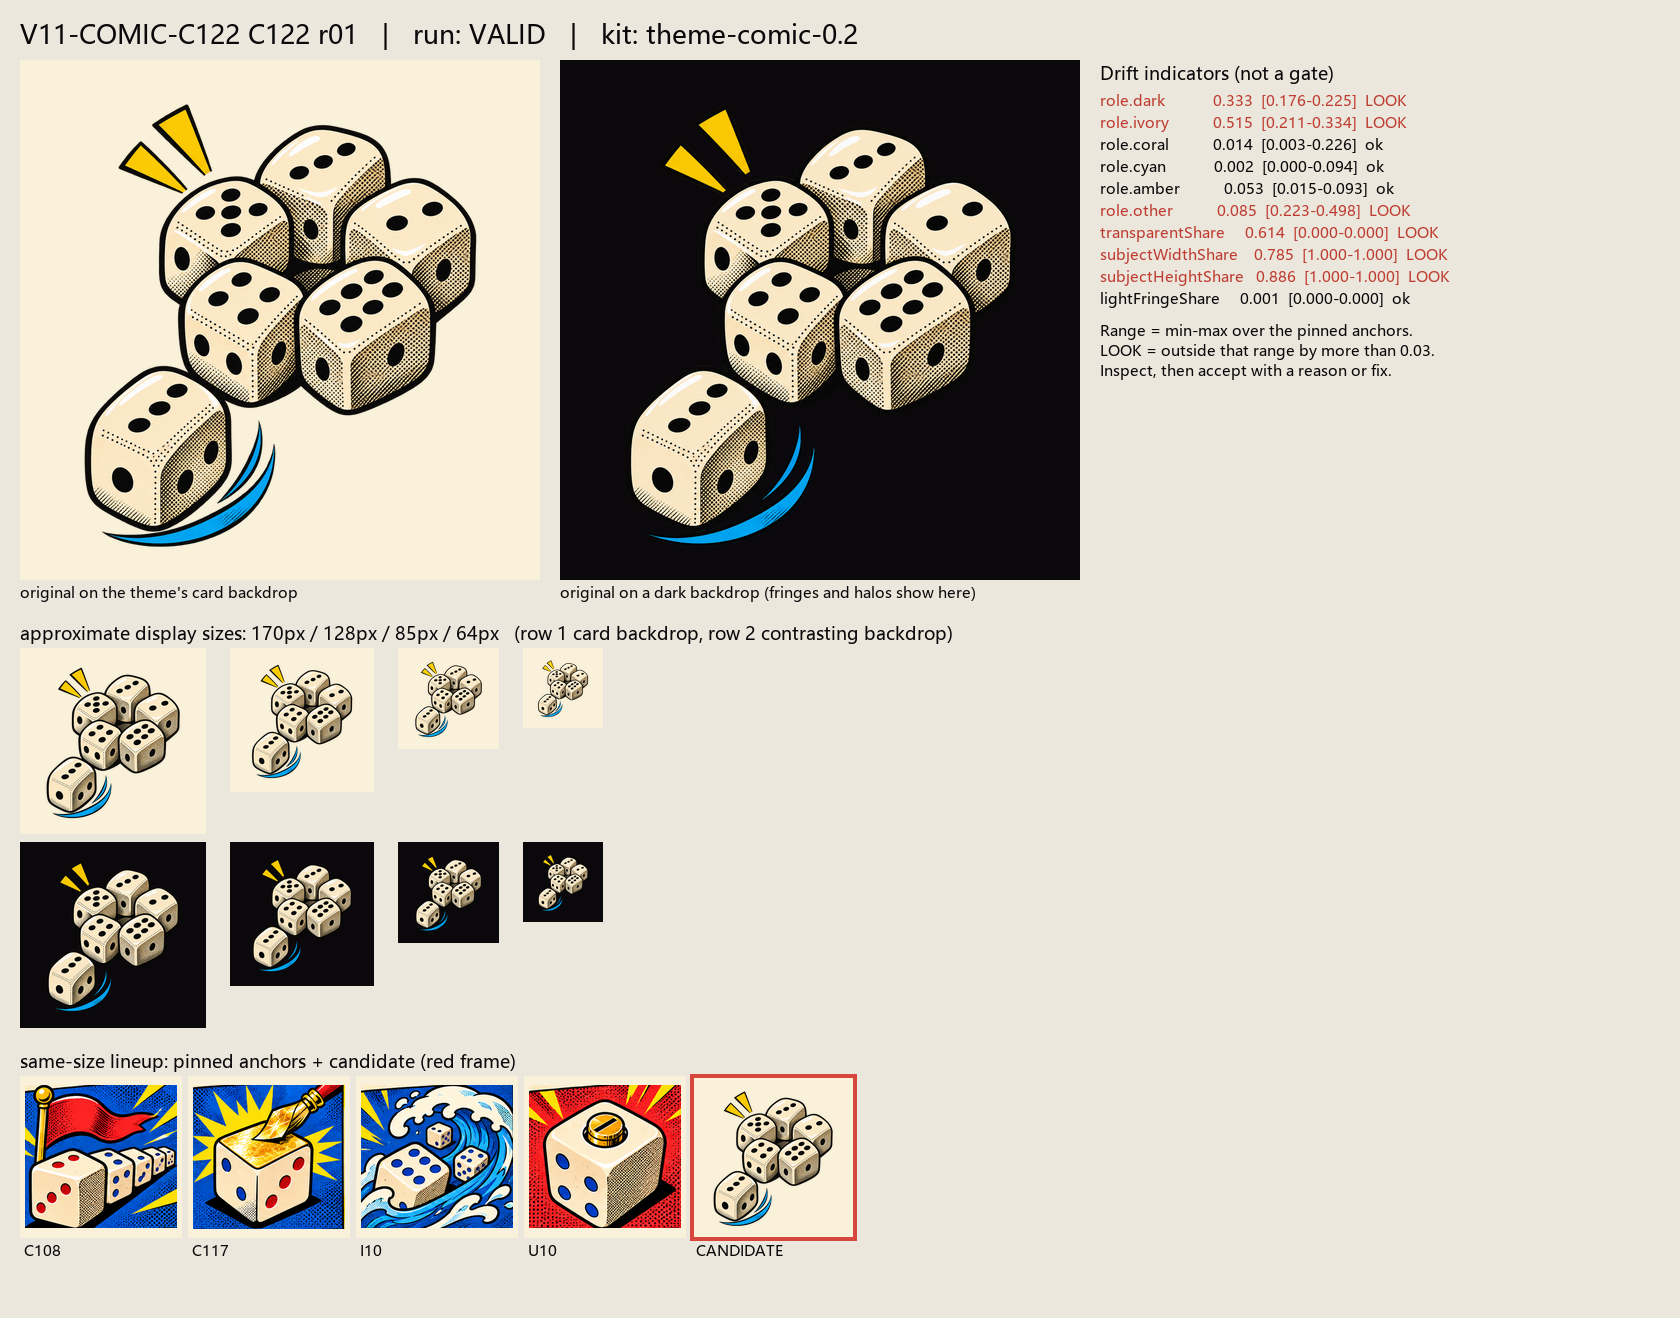 V11-COMIC-C122 C122 r01 | run: VALID | kit: theme-comic-0.2
Drift indicators (not a gate)
role.dark 0.333 [0.176-0.225] LOOK
role.ivory 0.515 [0.211-0.334] LOOK
role.coral 0.014 [0.003-0.226] ok
role.cyan 0.002 [0.000-0.094] ok
role.amber 0.053 [0.015-0.093] ok
role.other 0.085 [0.223-0.498] LOOK
transparentShare 0.614 [0.000-0.000] LOOK
subjectWidthShare 0.785 [1.000-1.000] LOOK
subjectHeightShare 0.886 [1.000-1.000] LOOK
lightFringeShare 0.001 [0.000-0.000] ok
Range = min-max over the pinned anchors.
LOOK = outside that range by more than 0.03.
Inspect, then accept with a reason or fix.
original on the theme's card backdrop
original on a dark backdrop (fringes and halos show here)
approximate display sizes: 170px / 128px / 85px / 64px (row 1 card backdrop, row 2 contrasting backdrop)
same-size lineup: pinned anchors + candidate (red frame)
C108
C117
I10
U10
CANDIDATE